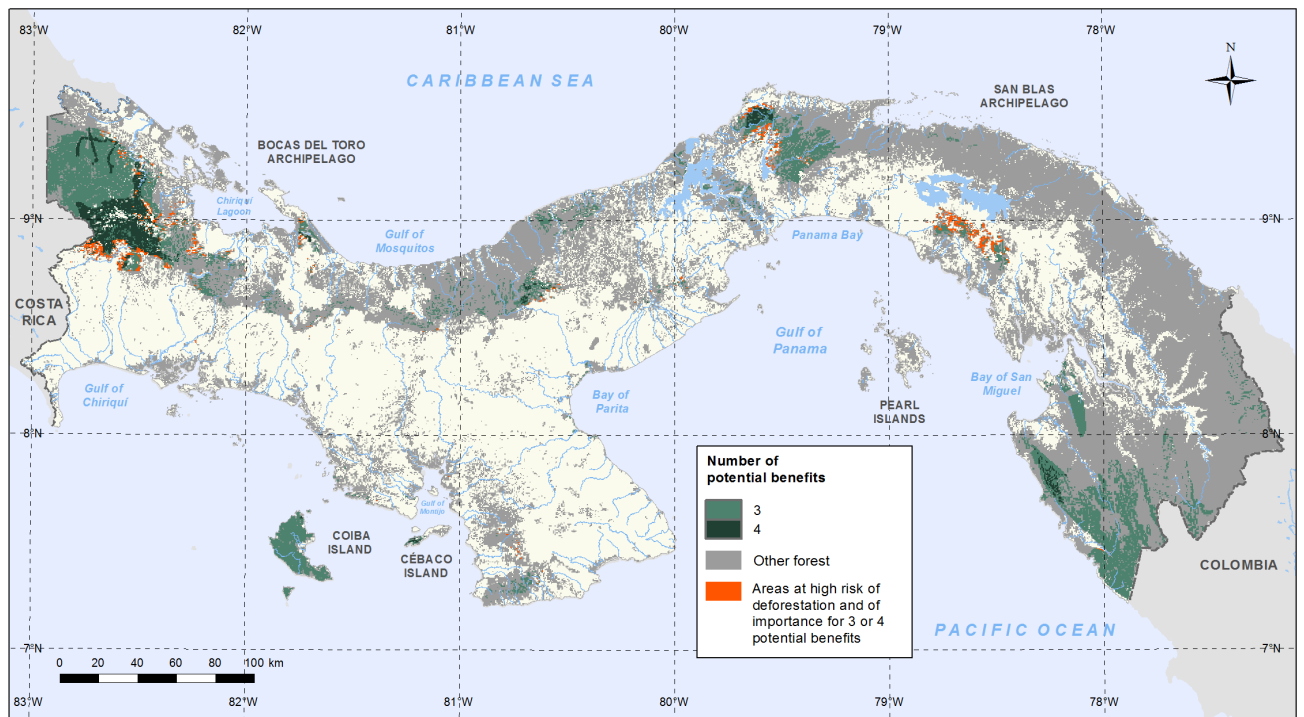 83°W
82°W
81°W
80°W
79°W
78°W
N
CARIBBEAN SEA
SAN BLAS
ARCHIPELAGO
BOCAS DEL TORO
ARCHIPELAGO
Chiriquí
Lagoon
9°N
9°N
Gulf of
Mosquitos
Panama Bay
COSTA
RICA
Gulf of
Panama
Gulf of
Chiriquí
Bay of
Parita
Bay of San
Miguel
PEARL
ISLANDS
8°N
8°N
Number of
potential benefits
3
4
Other forest
Areas at high risk of
deforestation and of
importance for 3 or 4
potential benefits
Gulf of
Montijo
COIBA
ISLAND
CÉBACO
ISLAND
COLOMBIA
PACIFIC OCEAN
7°N
7°N
0 20 40 60 80 100 km
83°W
82°W
81°W
80°W
79°W
78°W